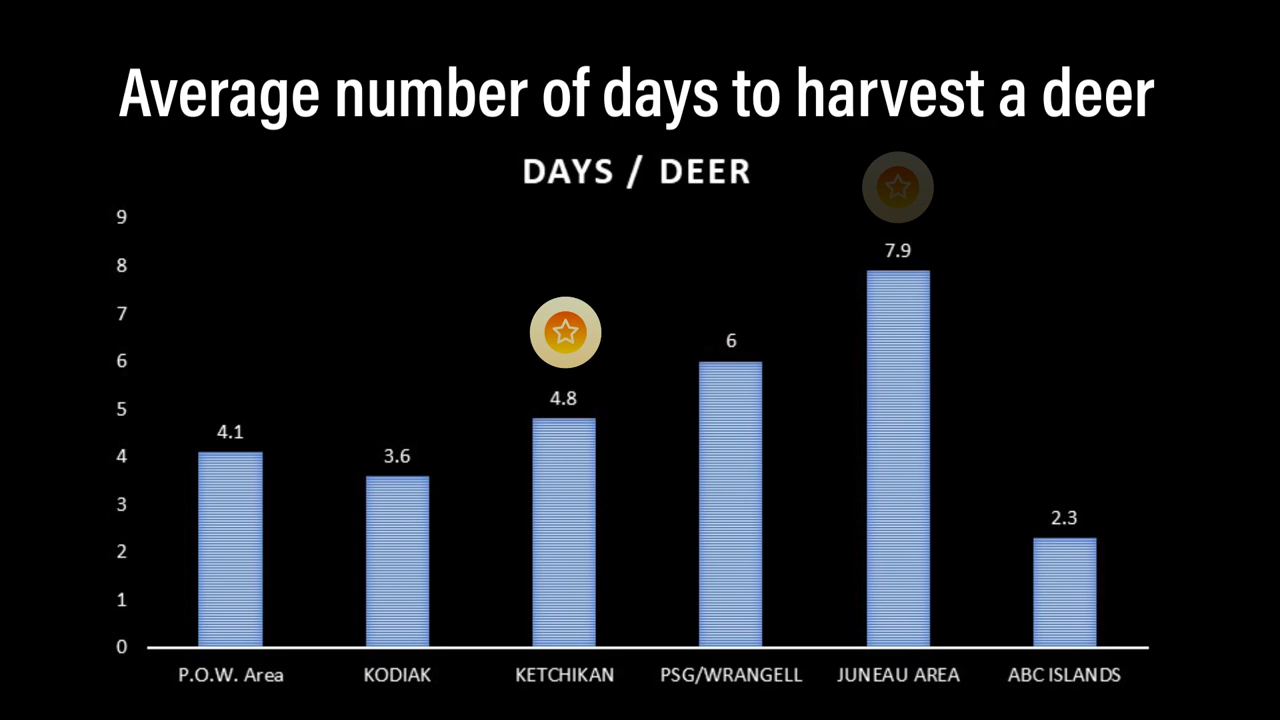 Average number of days to harvest a deer
DAYS / DEER
9
8
7
6
5
4
3
2
1
0
4.1
3.6
4.8
6
7.9
2.3
P.O.W. Area
KODIAK
KETCHIKAN
PSG/WRANGELL
JUNEAU AREA
ABC ISLANDS